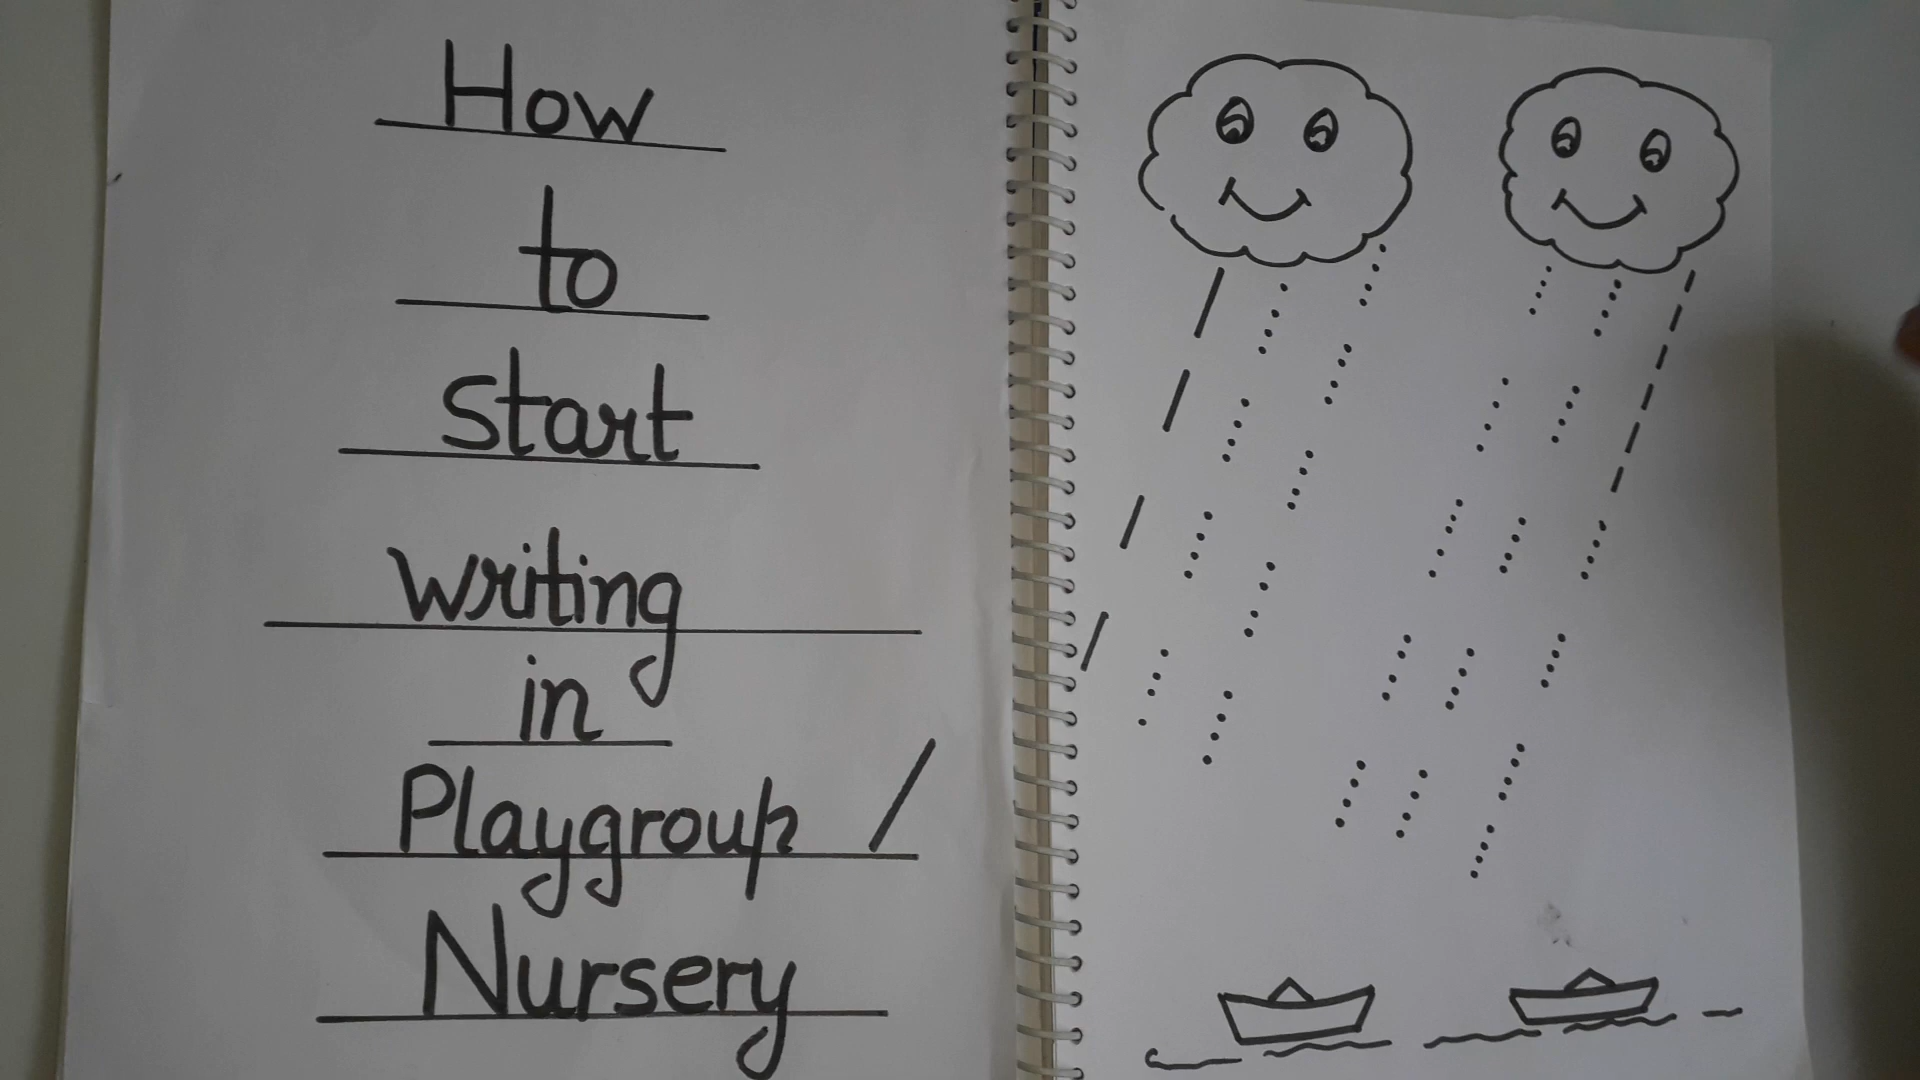 How
to
start
writing
in
Playgroup /
Nursery